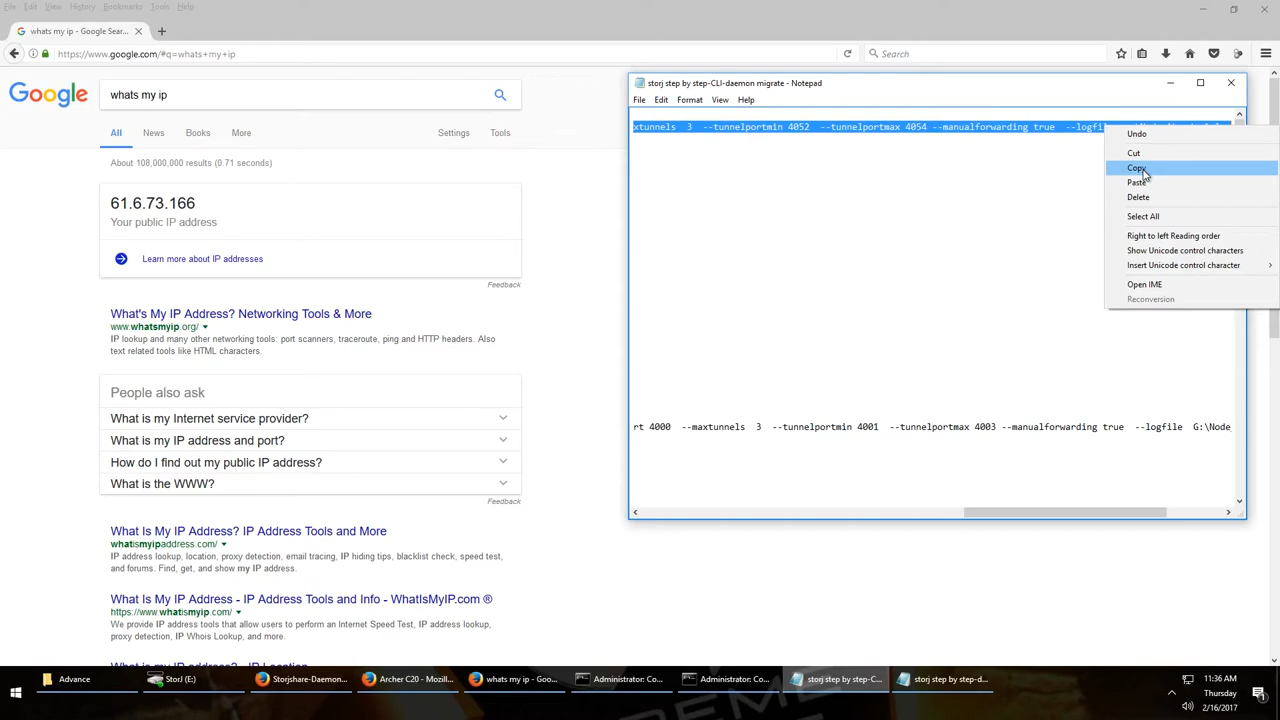 File Edit View History Bookmarks Tools Help
whats my ip - Google Sear...
https://www.google.com/#q=whats+my+ip
Search
Google
whats my ip
All News Books More Settings Tools
About 108,000,000 results (0.71 seconds)
61.6.73.166
Your public IP address
Learn more about IP addresses
Feedback
What's My IP Address? Networking Tools & More
www.whatsmyip.org/
IP lookup and many other networking tools: port scanners, traceroute, ping and HTTP headers. Also
text related tools like HTML characters.
People also ask
What is my Internet service provider?
What is my IP address and port?
How do I find out my public IP address?
What is the WWW?
Feedback
What Is My IP Address? IP Address Tools and More
whatismyipaddress.com/
IP address lookup, location, proxy detection, email tracing, IP hiding tips, blacklist check, speed test,
and forums. Find, get, and show my IP address.
What Is My IP Address - IP Address Tools and Info - WhatIsMyIP.com ®
https://www.whatismyip.com/
We provide IP address tools that allow users to perform an Internet Speed Test, IP address lookup,
proxy detection, IP Whois Lookup, and more.
storj step by step-CLI-daemon migrate - Notepad
File Edit Format View Help
xtunnels 3 --tunnelportmin 4052 --tunnelportmax 4054 --manualforwarding true --logfil
Undo
Cut
Copy
Paste
Delete
Select All
Right to left Reading order
Show Unicode control characters
Insert Unicode control character
Open IME
Reconversion
rt 4000 --maxtunnels 3 --tunnelportmin 4001 --tunnelportmax 4003 --manualforwarding true --logfile G:\Node
Advance
StorJ (E:)
Storjshare-Daemon...
Archer C20 - Mozill...
whats my ip - Goo...
Administrator: Co...
Administrator: Co...
storj step by step-C...
storj step by step-d...
11:36 AM
Thursday
2/16/2017
1